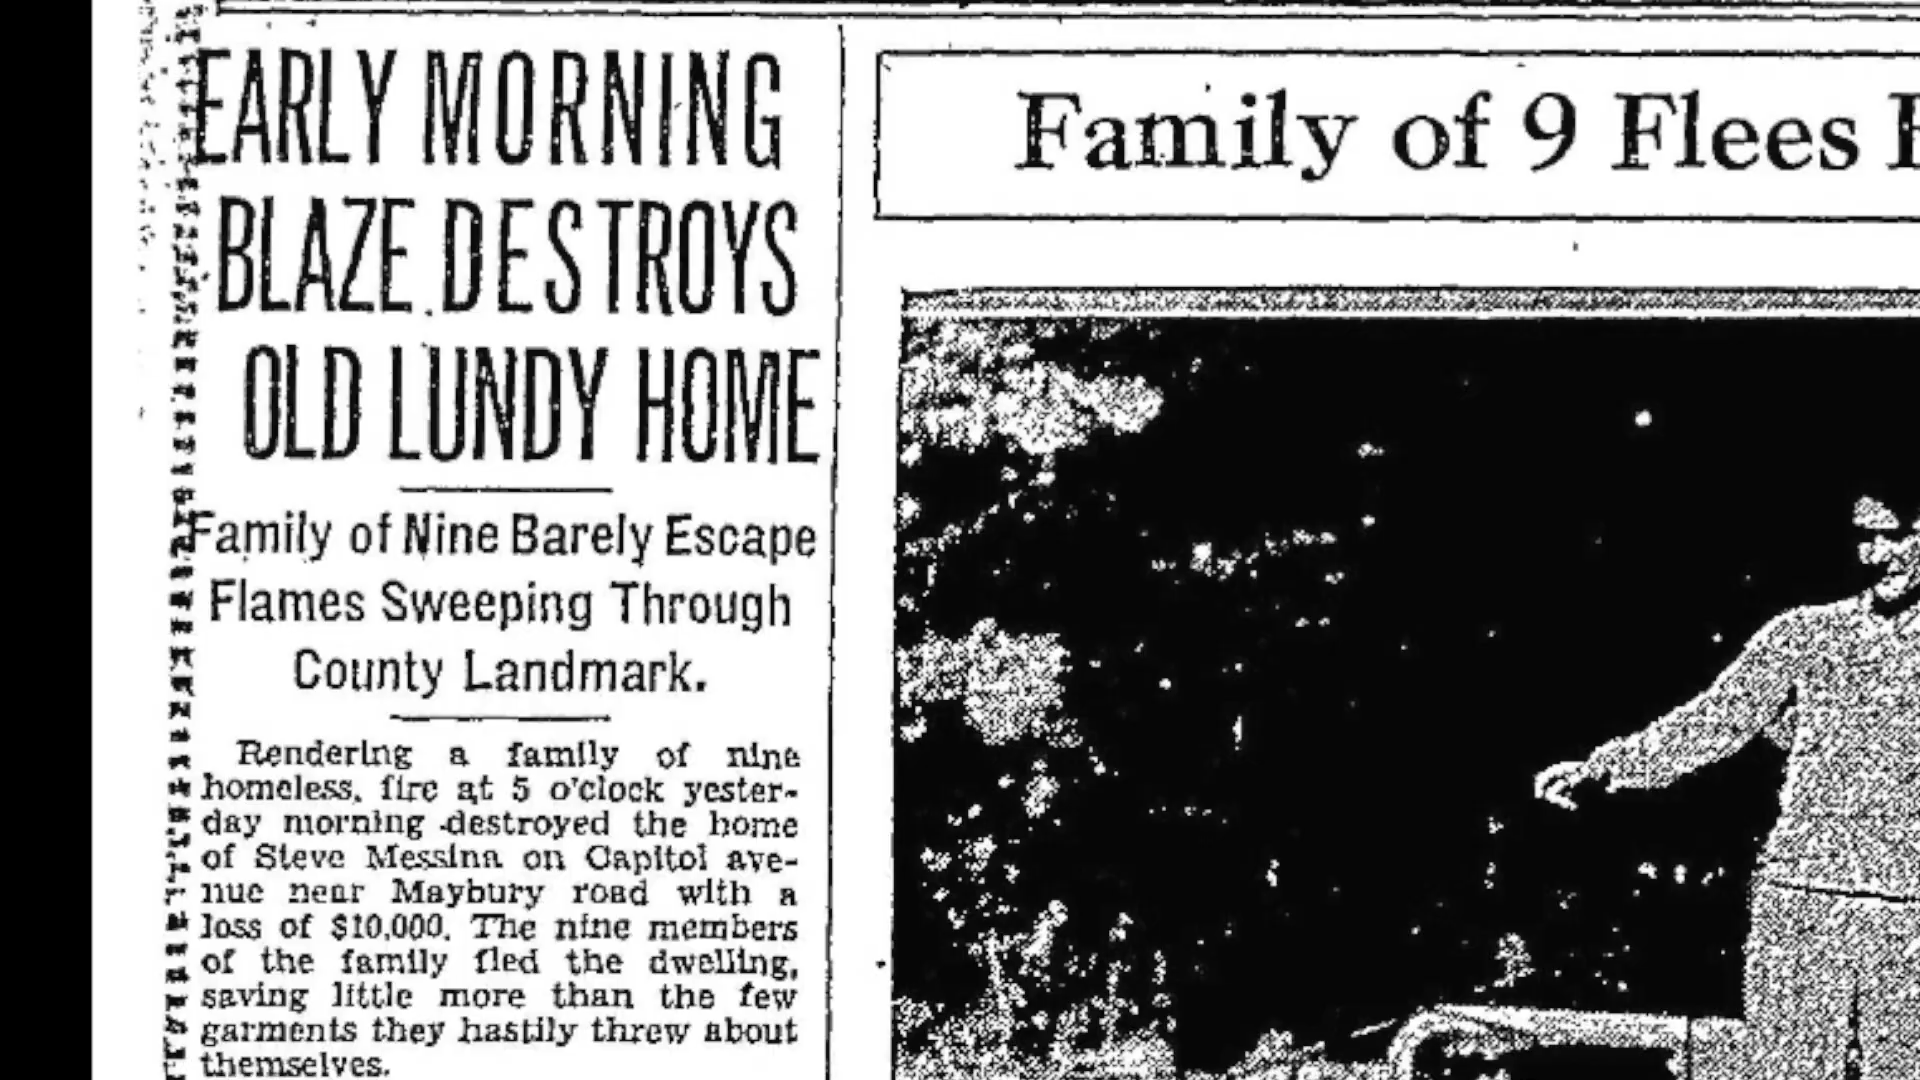 EARLY MORNING
BLAZE DESTROYS
OLD LUNDY HOME
Family of Nine Barely Escape
Flames Sweeping Through
County Landmark.
Rendering a family of nine
homeless, fire at 5 o'clock yester-
day morning destroyed the home
of Steve Messina on Capitol ave-
nue near Maybury road with a
loss of $10,000. The nine members
of the family fled the dwelling,
saving little more than the few
garments they hastily threw about
themselves.
Family of 9 Flees